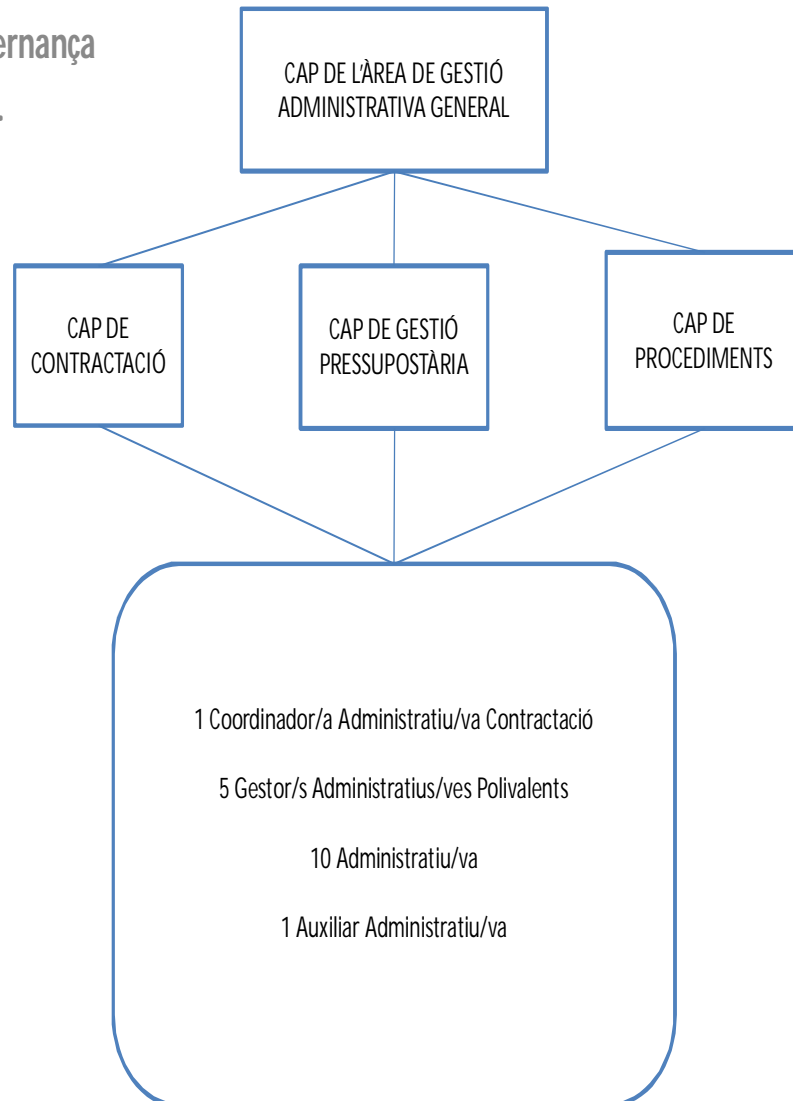 CAP DE L'ÀREA DE GESTIÓ
ADMINISTRATIVA GENERAL
CAP DE
CONTRACTACIÓ
CAP DE GESTIÓ
PRESSUPOSTÀRIA
CAP DE
PROCEDIMENTS
1 Coordinador/a Administratiu/va Contractació
5 Gestor/s Administratius/ves Polivalents
10 Administratiu/va
1 Auxiliar Administratiu/va